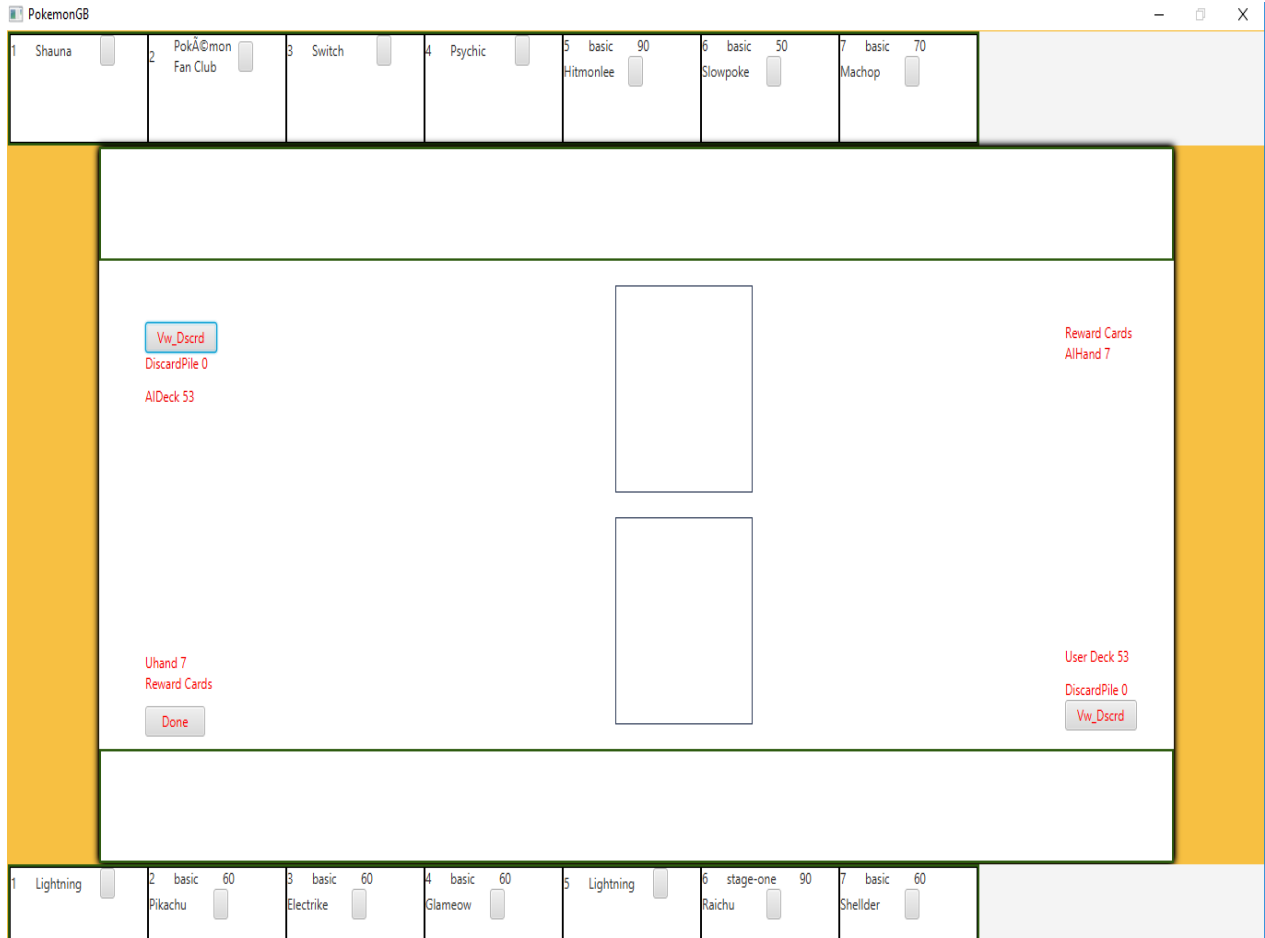 PokemonGB
1 Shauna
2 PokÃ©mon
Fan Club
3 Switch
4 Psychic
5 basic 90
Hitmonlee
6 basic 50
Slowpoke
7 basic 70
Machop
Vw_Dscrd
DiscardPile 0
AIDeck 53
Reward Cards
AIHand 7
Uhand 7
Reward Cards
Done
User Deck 53
DiscardPile 0
Vw_Dscrd
1 Lightning
2 basic 60
Pikachu
3 basic 60
Electrike
4 basic 60
Glameow
5 Lightning
6 stage-one 90
Raichu
7 basic 60
Shellder